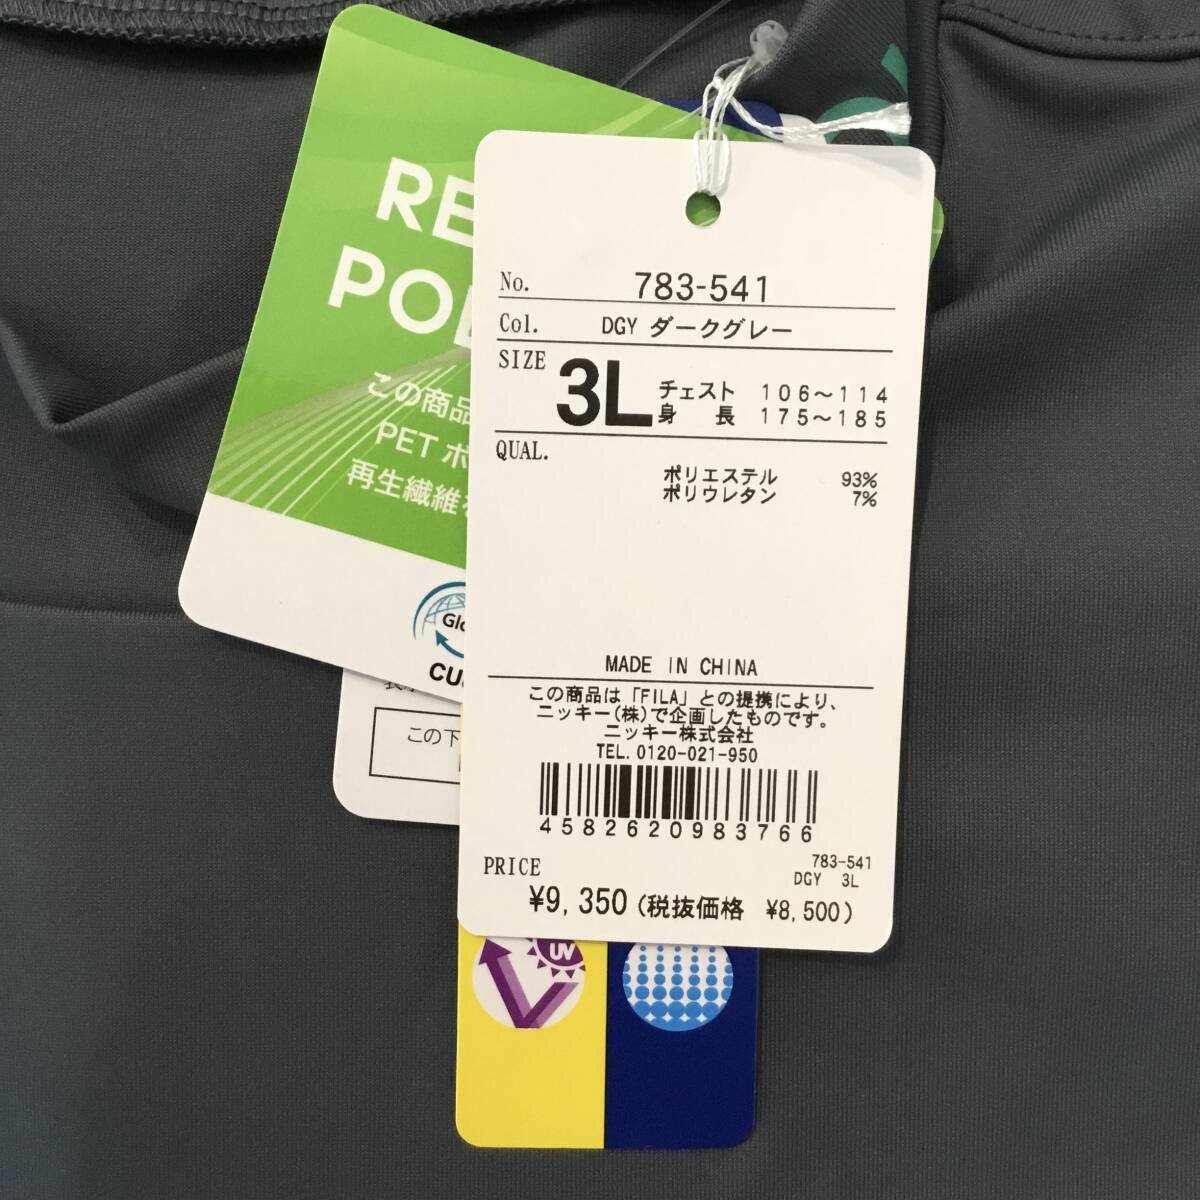 No. 783-541
Col. DGY ダークグレー
SIZE 3L チェスト 106～114
身長 175～185
QUAL.
ポリエステル 93%
ポリウレタン 7%
MADE IN CHINA
この商品は「FILA」との提携により、
ニッキー(株)で企画したものです。
ニッキー株式会社
TEL. 0120-021-950
4582620983766
783-541
DGY 3L
PRICE
¥9,350 (税抜価格 ¥8,500)
RE
PO
この商品
PET ポ
再生繊維
Glo
CU
この下
UV